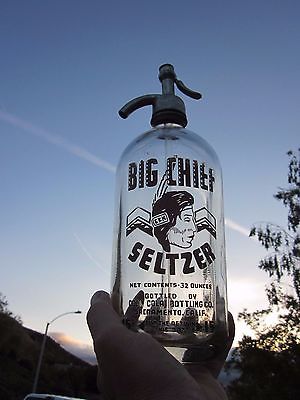 BIG CHIEF
SELTZER
NET CONTENTS-32 OUNCES
BOTTLED BY
BOTTLING CO.
SACRAMENTO, CALIF.